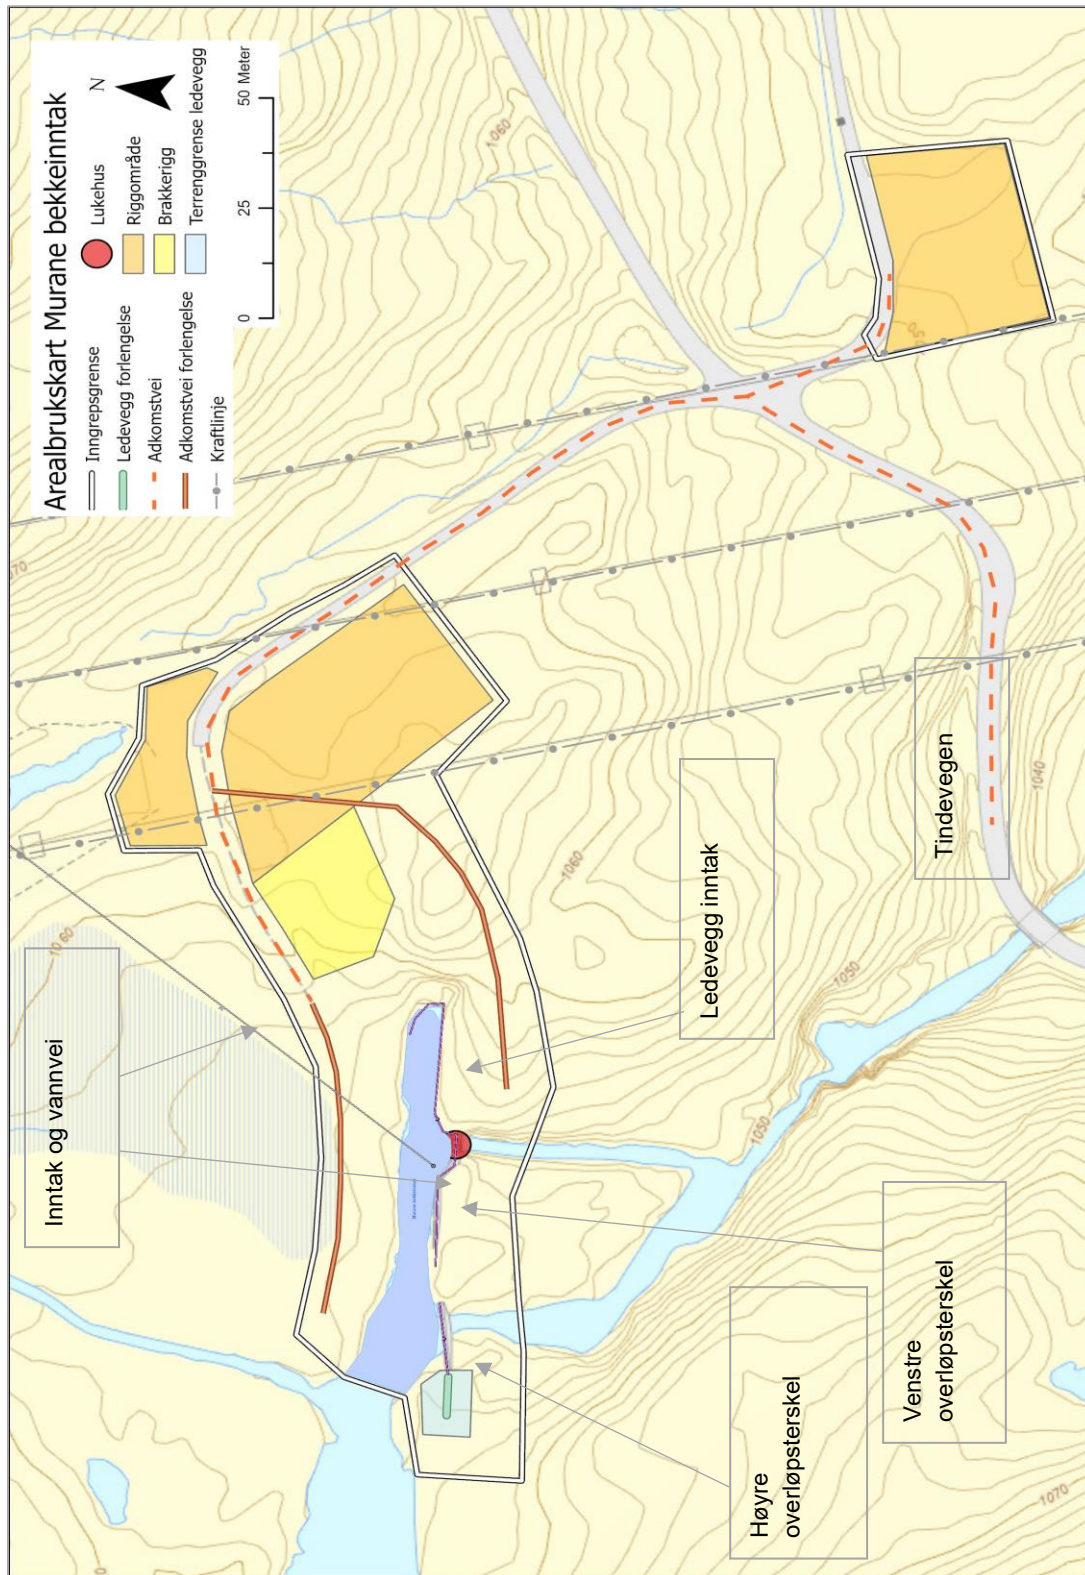 Arealbrukskart Murane bekkeinntak
Inngrepsgrense
Ledevegg forlengelse
Adkomstvei
Adkomstvei forlengelse
Kraftlinje
Lukehus
Riggområde
Brakkerigg
Terrenggrense ledevegg
N
0 25 50 Meter
Inntak og vannvei
Ledevegg inntak
Tindevegen
Høyre
overløpsterskel
Venstre
overløpsterskel
1060
1060
1060
1050
1050
1040
1070